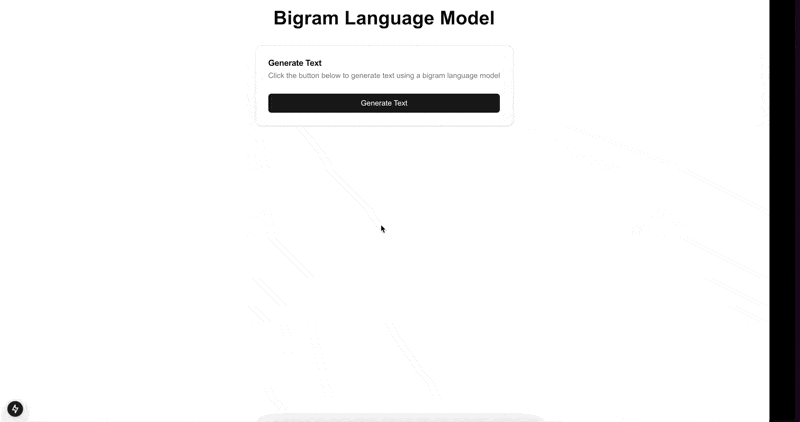 Bigram Language Model
Generate Text
Click the button below to generate text using a bigram language model
Generate Text